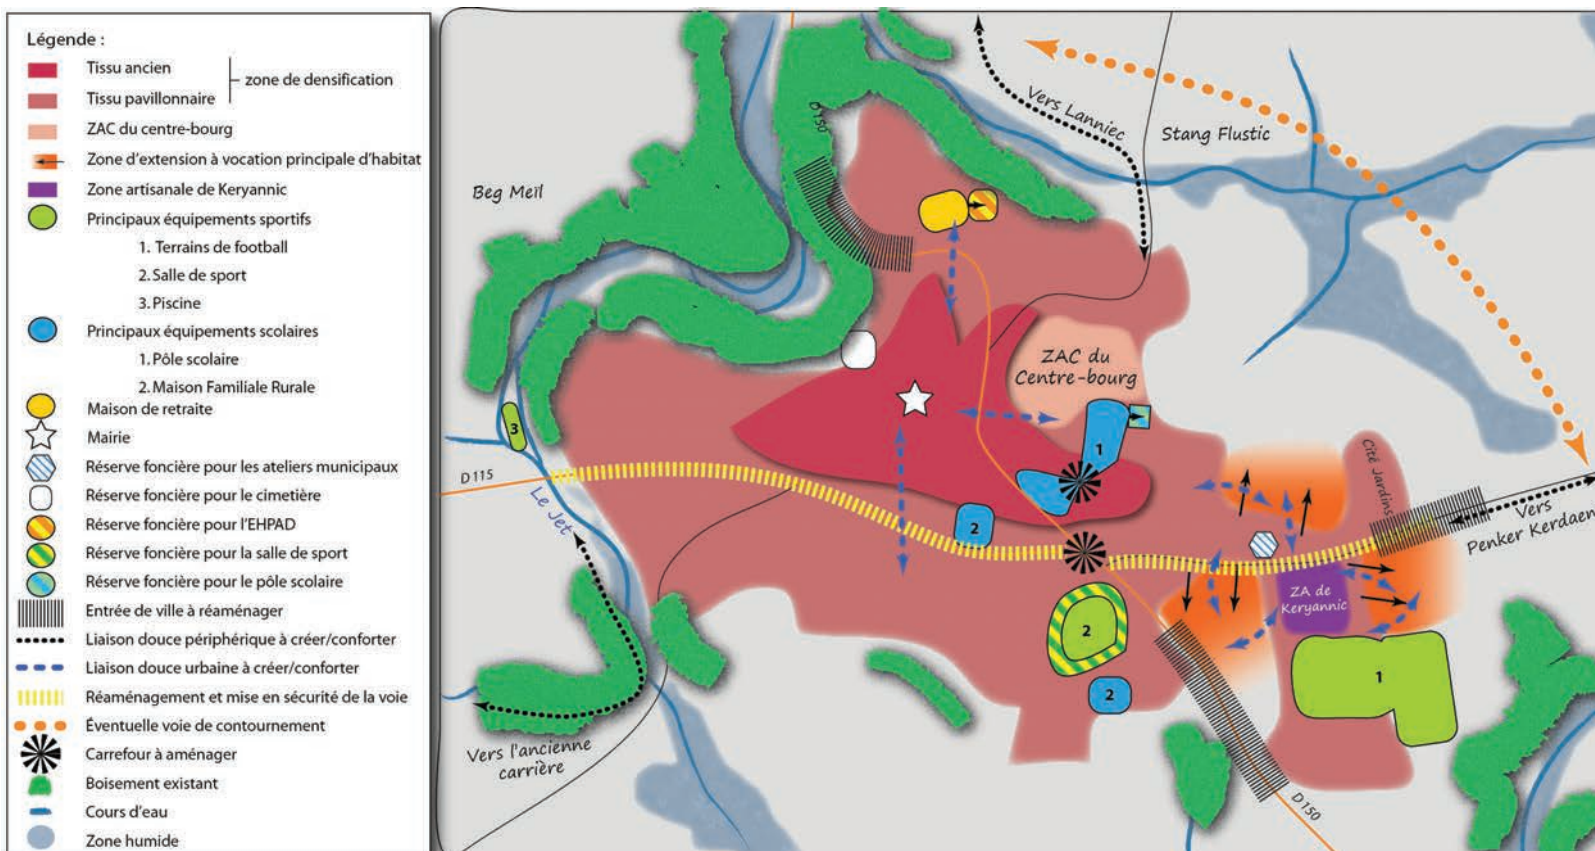 Légende :
Tissu ancien
zone de densification
Tissu pavillonnaire
ZAC du centre-bourg
Zone d'extension à vocation principale d'habitat
Zone artisanale de Keryannic
Principaux équipements sportifs
1. Terrains de football
2. Salle de sport
3. Piscine
Principaux équipements scolaires
1. Pôle scolaire
2. Maison Familiale Rurale
Maison de retraite
Mairie
Réserve foncière pour les ateliers municipaux
Réserve foncière pour le cimetière
Réserve foncière pour l'EHPAD
Réserve foncière pour la salle de sport
Réserve foncière pour le pôle scolaire
Entrée de ville à réaménager
Liaison douce périphérique à créer/conforter
Liaison douce urbaine à créer/conforter
Réaménagement et mise en sécurité de la voie
Éventuelle voie de contournement
Carrefour à aménager
Boisement existant
Cours d'eau
Zone humide
D150
Vers Lanniec
Stang Flustic
Beg Meil
ZAC du
Centre-bourg
1
3
D 115
Le Jet
2
Cité Jardins
Vers
Penker Kerdaen
ZA de
Keryannic
2
1
2
Vers l'ancienne
carrière
D 150